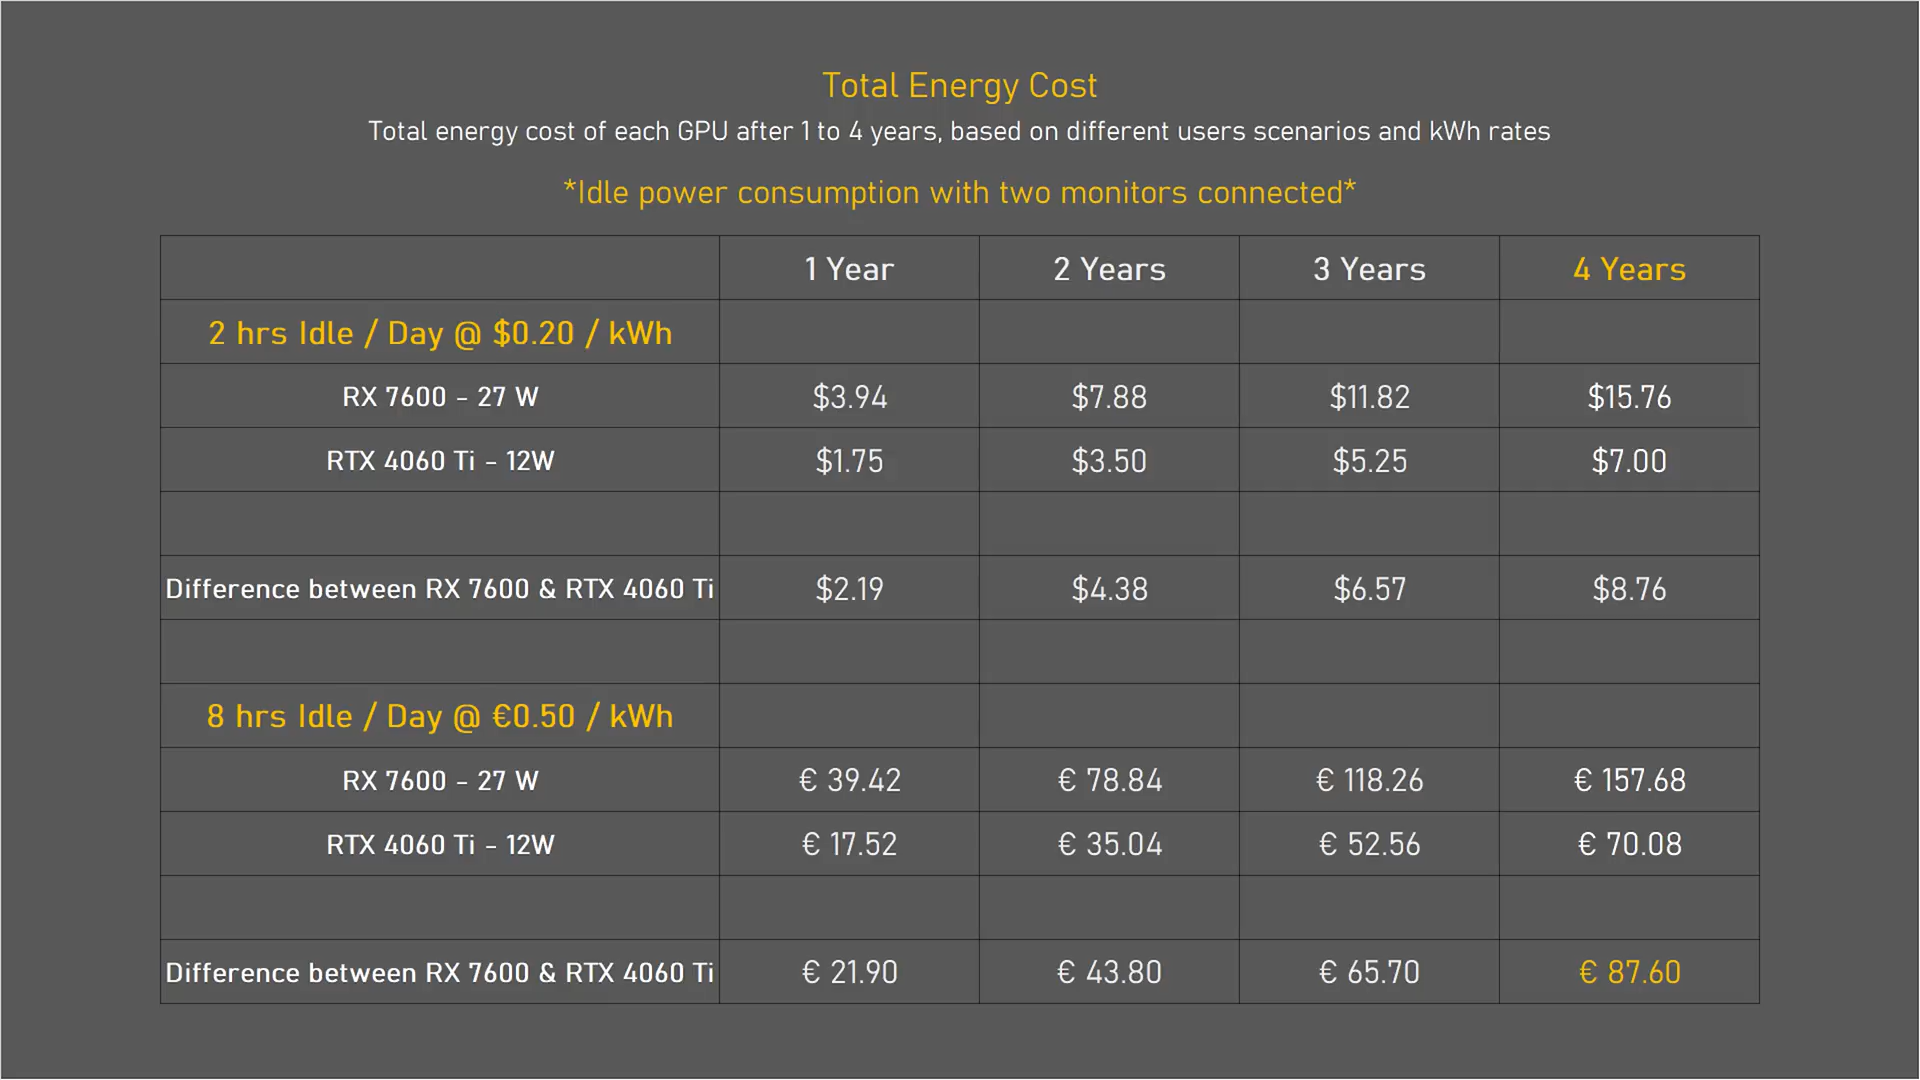 Total Energy Cost
Total energy cost of each GPU after 1 to 4 years, based on different users scenarios and kWh rates
*Idle power consumption with two monitors connected*
1 Year 2 Years 3 Years 4 Years
2 hrs Idle / Day @ $0.20 / kWh
RX 7600 - 27 W $3.94 $7.88 $11.82 $15.76
RTX 4060 Ti - 12W $1.75 $3.50 $5.25 $7.00
Difference between RX 7600 & RTX 4060 Ti $2.19 $4.38 $6.57 $8.76
8 hrs Idle / Day @ €0.50 / kWh
RX 7600 - 27 W € 39.42 € 78.84 € 118.26 € 157.68
RTX 4060 Ti - 12W € 17.52 € 35.04 € 52.56 € 70.08
Difference between RX 7600 & RTX 4060 Ti € 21.90 € 43.80 € 65.70 € 87.60